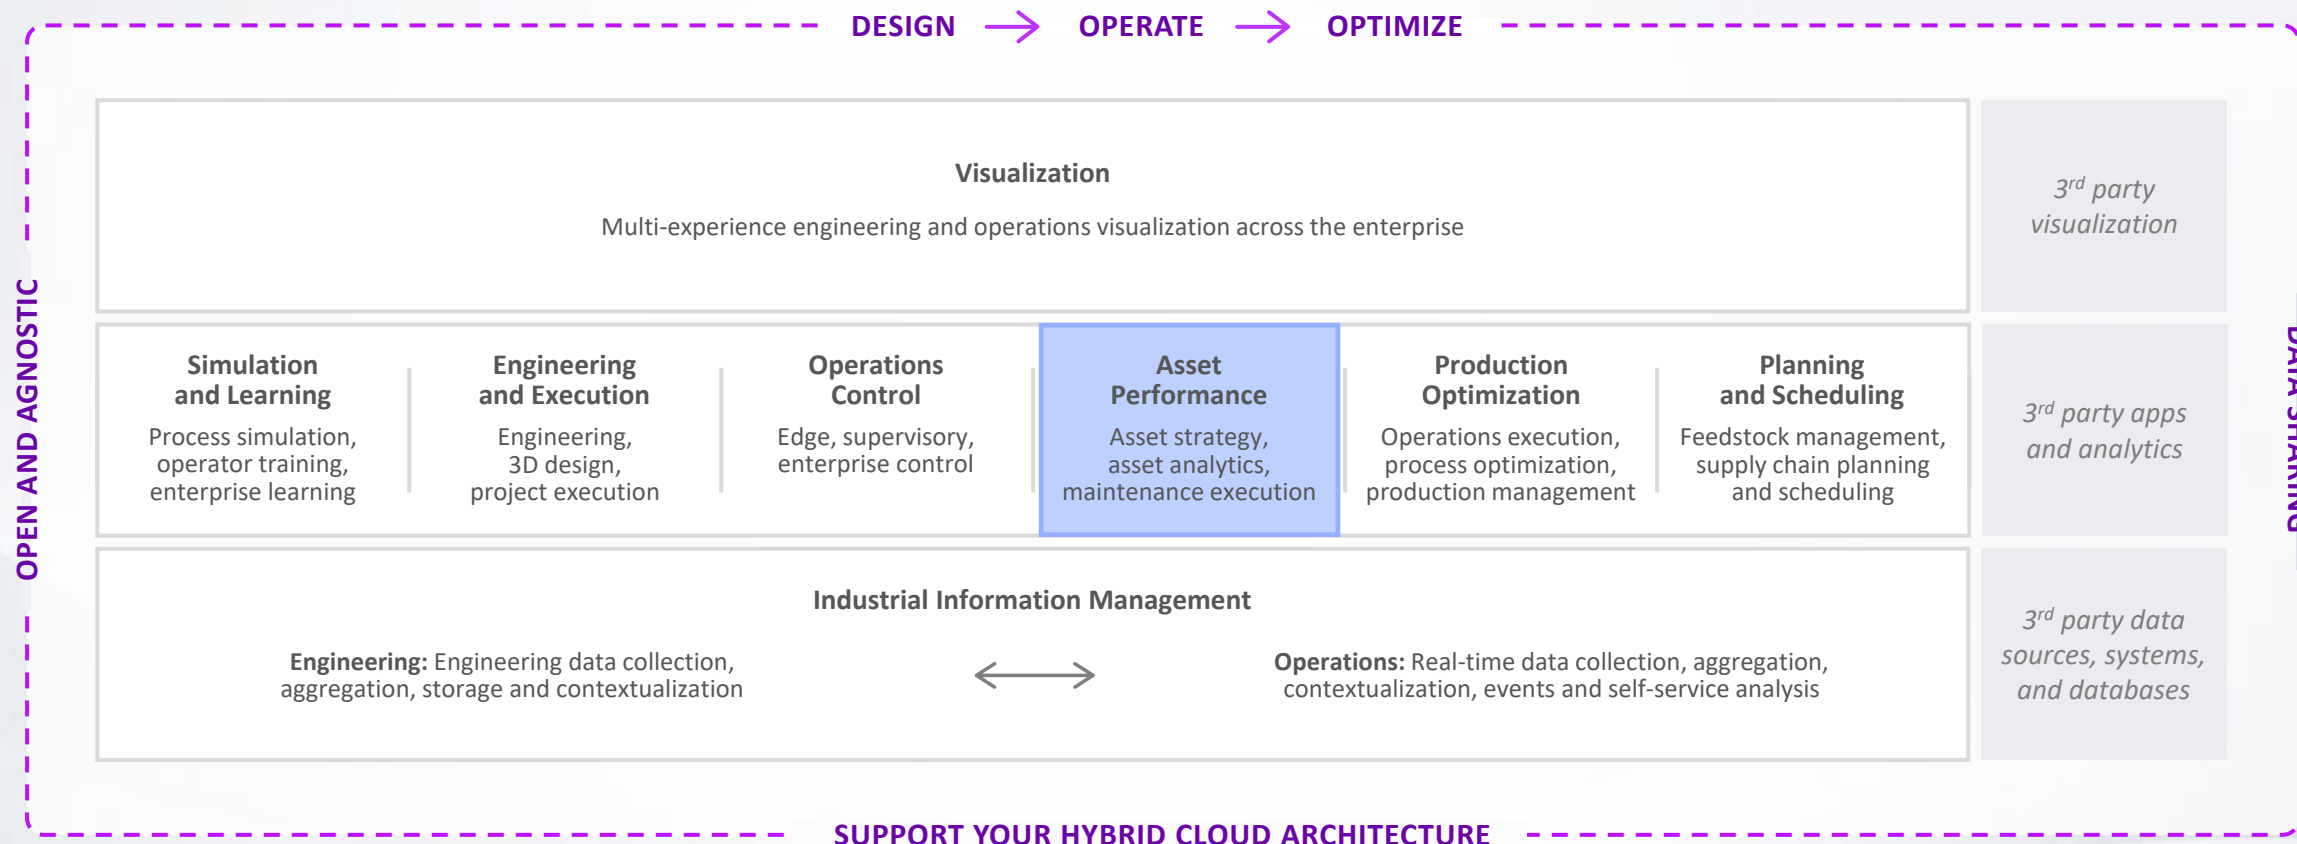 DESIGN → OPERATE → OPTIMIZE
OPEN AND AGNOSTIC
Visualization
Multi-experience engineering and operations visualization across the enterprise
3rd party
visualization
Simulation
and Learning
Process simulation,
operator training,
enterprise learning
Engineering
and Execution
Engineering,
3D design,
project execution
Operations
Control
Edge, supervisory,
enterprise control
Asset
Performance
Asset strategy,
asset analytics,
maintenance execution
Production
Optimization
Operations execution,
process optimization,
production management
Planning
and Scheduling
Feedstock management,
supply chain planning
and scheduling
3rd party apps
and analytics
DATA SHARING
Industrial Information Management
Engineering: Engineering data collection,
aggregation, storage and contextualization
Operations: Real-time data collection, aggregation,
contextualization, events and self-service analysis
3rd party data
sources, systems,
and databases
SUPPORT YOUR HYBRID CLOUD ARCHITECTURE